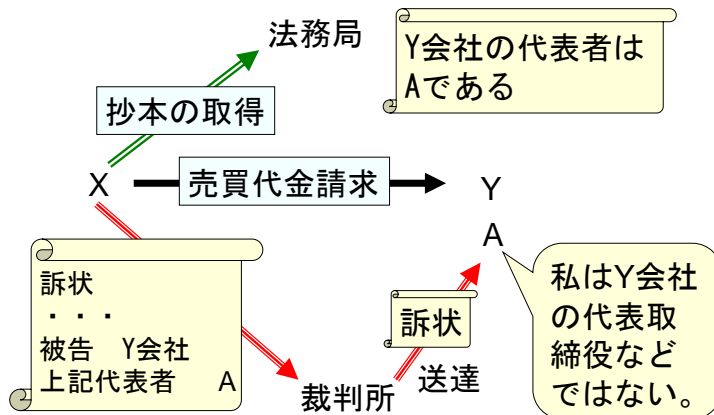 法務局
Y会社の代表者は
Aである
抄本の取得
X
売買代金請求
Y
A
訴状
・・・
被告　Y会社
上記代表者　A
訴状
私はY会社
の代表取
締役など
ではない。
裁判所
送達